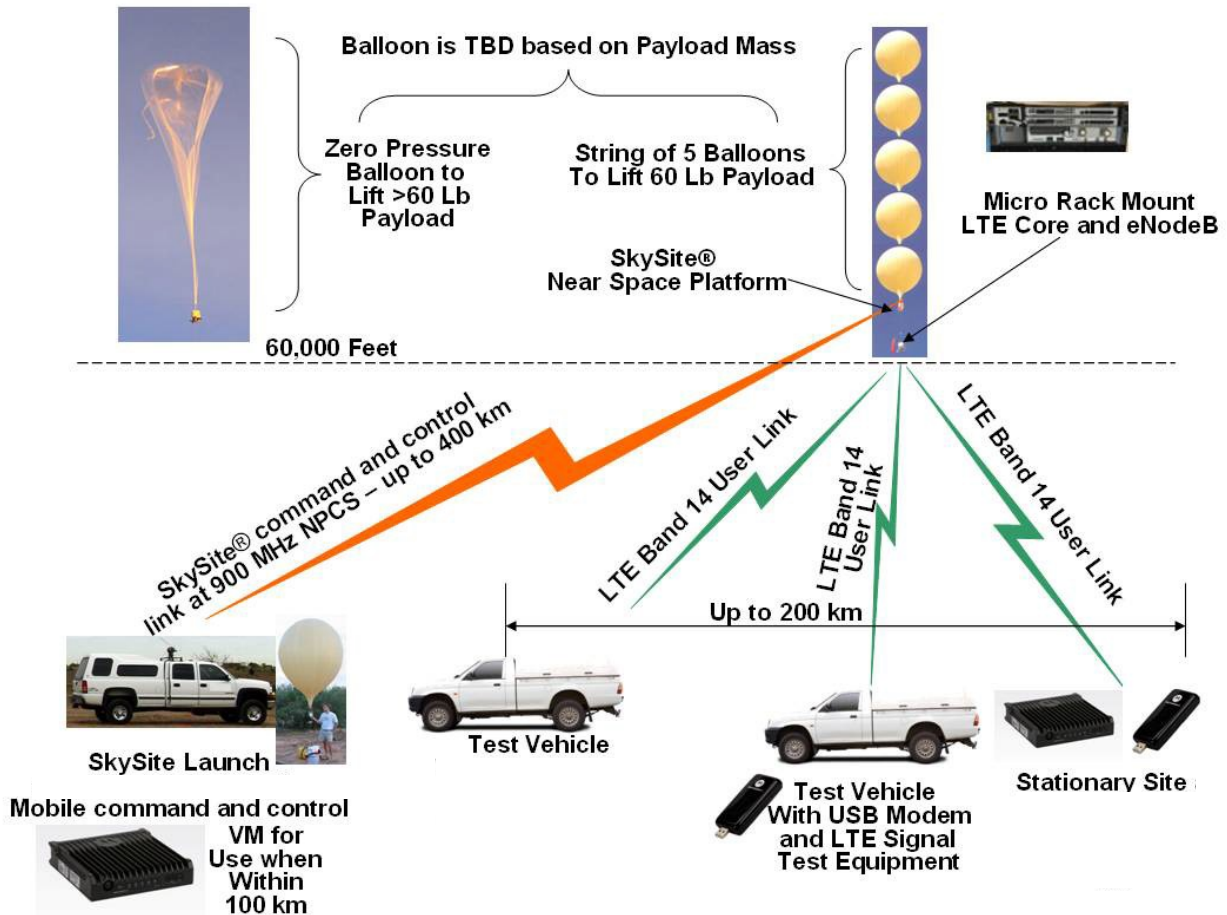 Balloon is TBD based on Payload Mass
Zero Pressure
Balloon to
Lift >60 Lb
Payload
String of 5 Balloons
To Lift 60 Lb Payload
Micro Rack Mount
LTE Core and eNodeB
SkySite®
Near Space Platform
60,000 Feet
SkySite® command and control
link at 900 MHz NPCS – up to 400 km
LTE Band 14 User Link
LTE Band 14
User Link
LTE Band 14 User Link
Up to 200 km
SkySite Launch
Test Vehicle
Stationary Site
Mobile command and control
VM for
Use when
Within
100 km
Test Vehicle
With USB Modem
and LTE Signal
Test Equipment